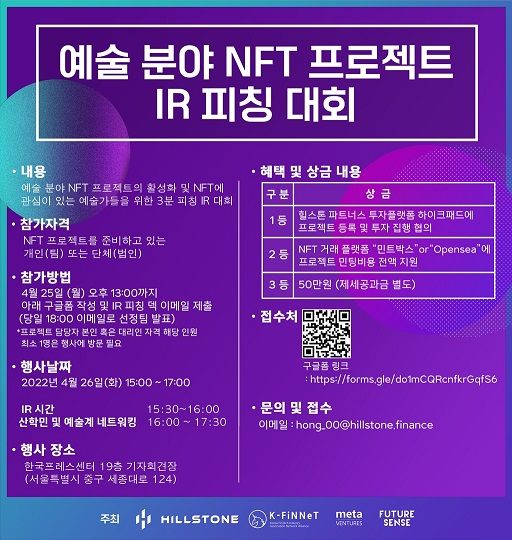 예술 분야 NFT 프로젝트
IR 피칭 대회
• 내용
예술 분야 NFT 프로젝트의 활성화 및 NFT에
관심이 있는 예술가들을 위한 3분 피칭 IR 대회
• 참가자격
NFT 프로젝트를 준비하고 있는
개인(팀) 또는 단체(법인)
• 참가방법
4월 25일 (월) 오후 13:00까지
아래 구글폼 작성 및 IR 피칭 덱 이메일 제출
(당일 18:00 이메일로 선정팀 발표)
*프로젝트 담당자 본인 혹은 대리인 자격 해당 인원
최소 1명은 행사에 방문 필요
• 행사날짜
2022년 4월 26일(화) 15:00 ~ 17:00
IR 시간 15:30~16:00
산학민 및 예술계 네트워킹 16:00 ~ 17:30
• 행사 장소
한국프레스센터 19층 기자회견장
(서울특별시 중구 세종대로 124)
• 혜택 및 상금 내용
구 분 상 금
1 등 힐스톤 파트너스 투자플랫폼 하이크패드에
프로젝트 등록 및 투자 집행 협의
2 등 NFT 거래 플랫폼 "민트박스"or"Opensea"에
프로젝트 민팅비용 전액 지원
3 등 50만원 (제세공과금 별도)
• 접수처
구글폼 링크
: https://forms.gle/do1mCQRcnfkrGqfS6
• 문의 및 접수
이메일 : hong_00@hillstone.finance
주최 HILLSTONE K-FiNNeT meta VENTURES FUTURE SENSE